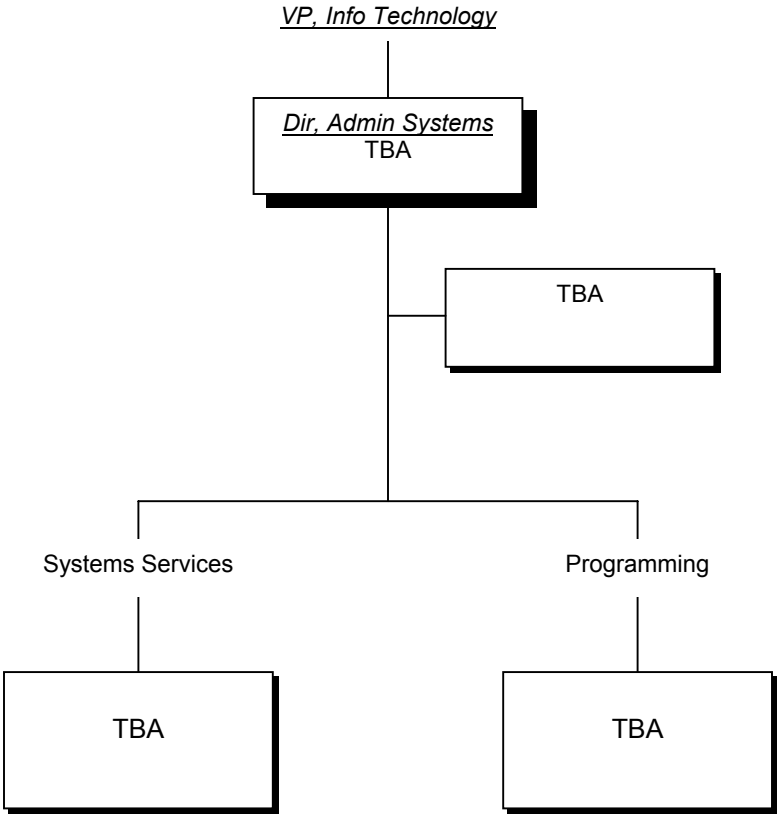 VP, Info Technology
Dir, Admin Systems
TBA
TBA
Systems Services
Programming
TBA
TBA